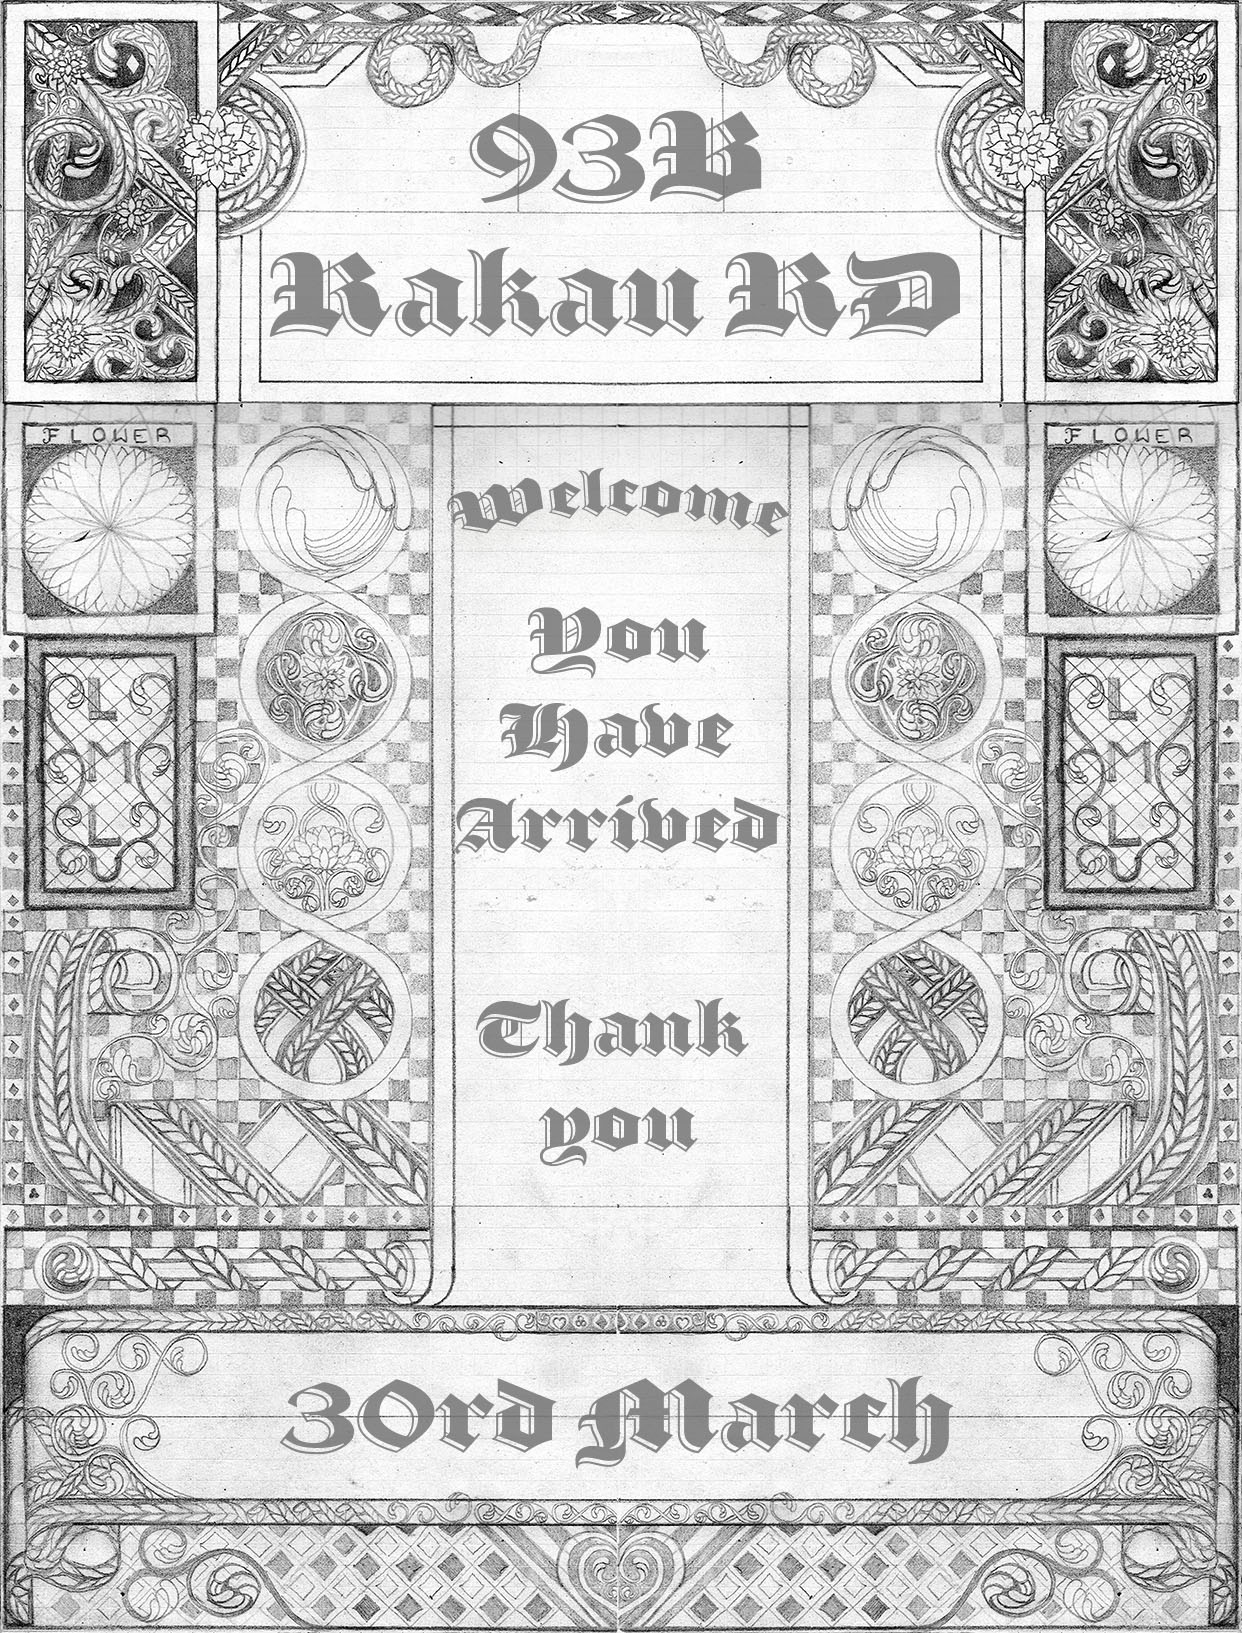 93B
Rakau RD
FLOWER FLOWER
Welcome
You
Have
Arrived
L L
M M
L L
Thank
you
30rd March